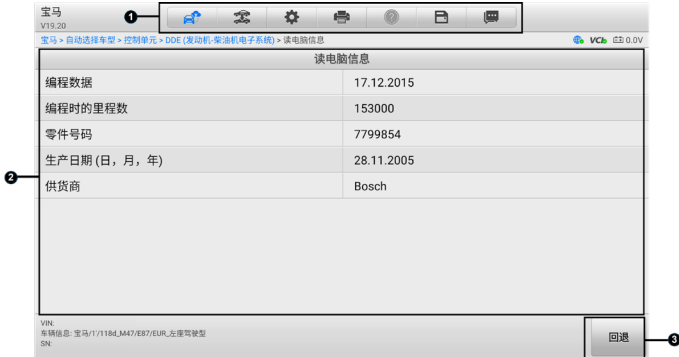 宝马
V19.20
1
宝马 > 自动选择车型 > 控制单元 > DDE (发动机-柴油机电子系统) > 读电脑信息
VCb 0.0V
读电脑信息
编程数据 17.12.2015
编程时的里程数 153000
零件号码 7799854
生产日期 (日，月，年) 28.11.2005
2
供货商 Bosch
VIN:
车辆信息: 宝马/1'/118d_M47/E87/EUR_左座驾驶型
SN:
回退
3